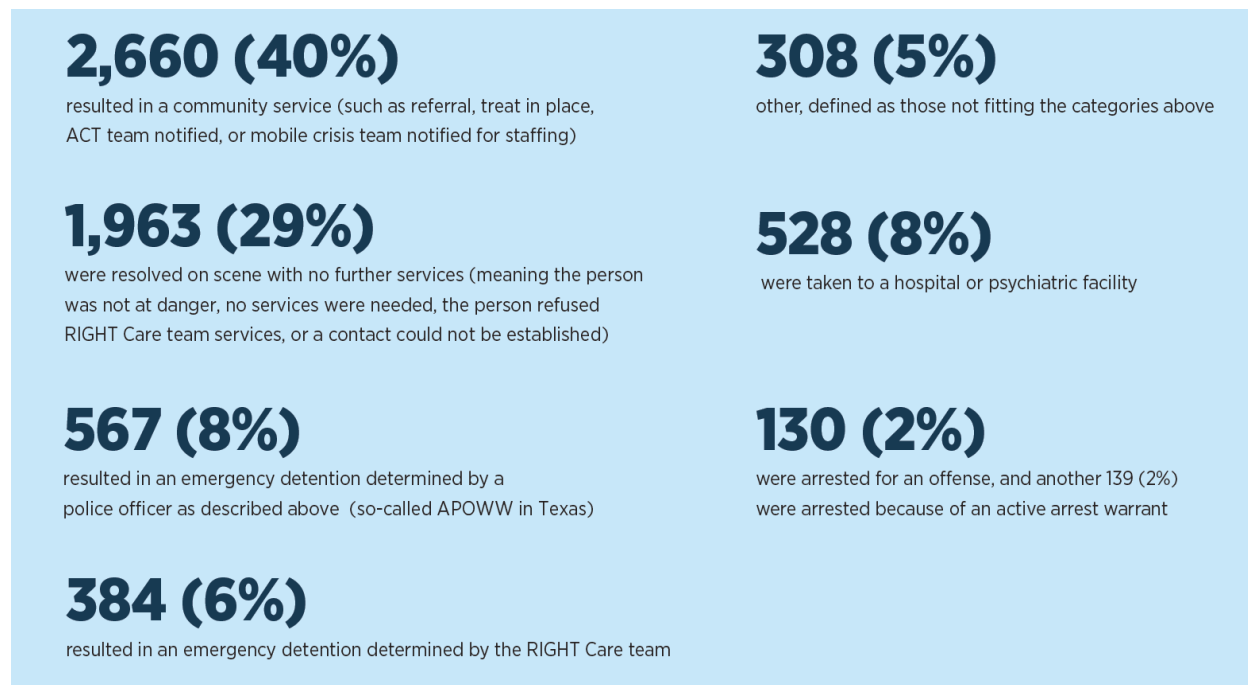 2,660 (40%)
resulted in a community service (such as referral, treat in place,
ACT team notified, or mobile crisis team notified for staffing)
1,963 (29%)
were resolved on scene with no further services (meaning the person
was not at danger, no services were needed, the person refused
RIGHT Care team services, or a contact could not be established)
567 (8%)
resulted in an emergency detention determined by a
police officer as described above (so-called APOWW in Texas)
384 (6%)
resulted in an emergency detention determined by the RIGHT Care team
308 (5%)
other, defined as those not fitting the categories above
528 (8%)
were taken to a hospital or psychiatric facility
130 (2%)
were arrested for an offense, and another 139 (2%)
were arrested because of an active arrest warrant